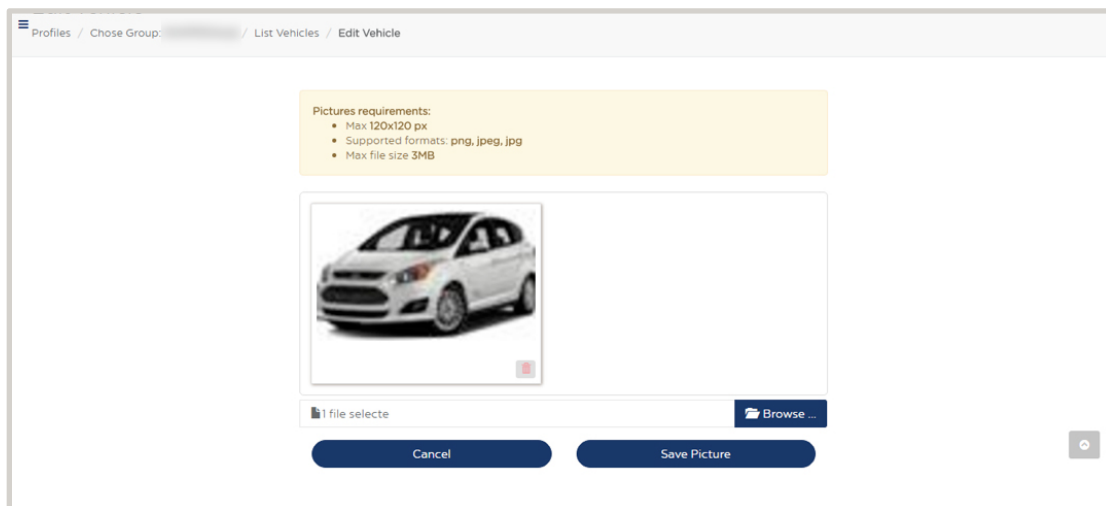 Profiles / Chose Group: / List Vehicles / Edit Vehicle
Pictures requirements:
• Max 120x120 px
• Supported formats: png, jpeg, jpg
• Max file size 3MB
1 file selecte
Browse ...
Cancel
Save Picture